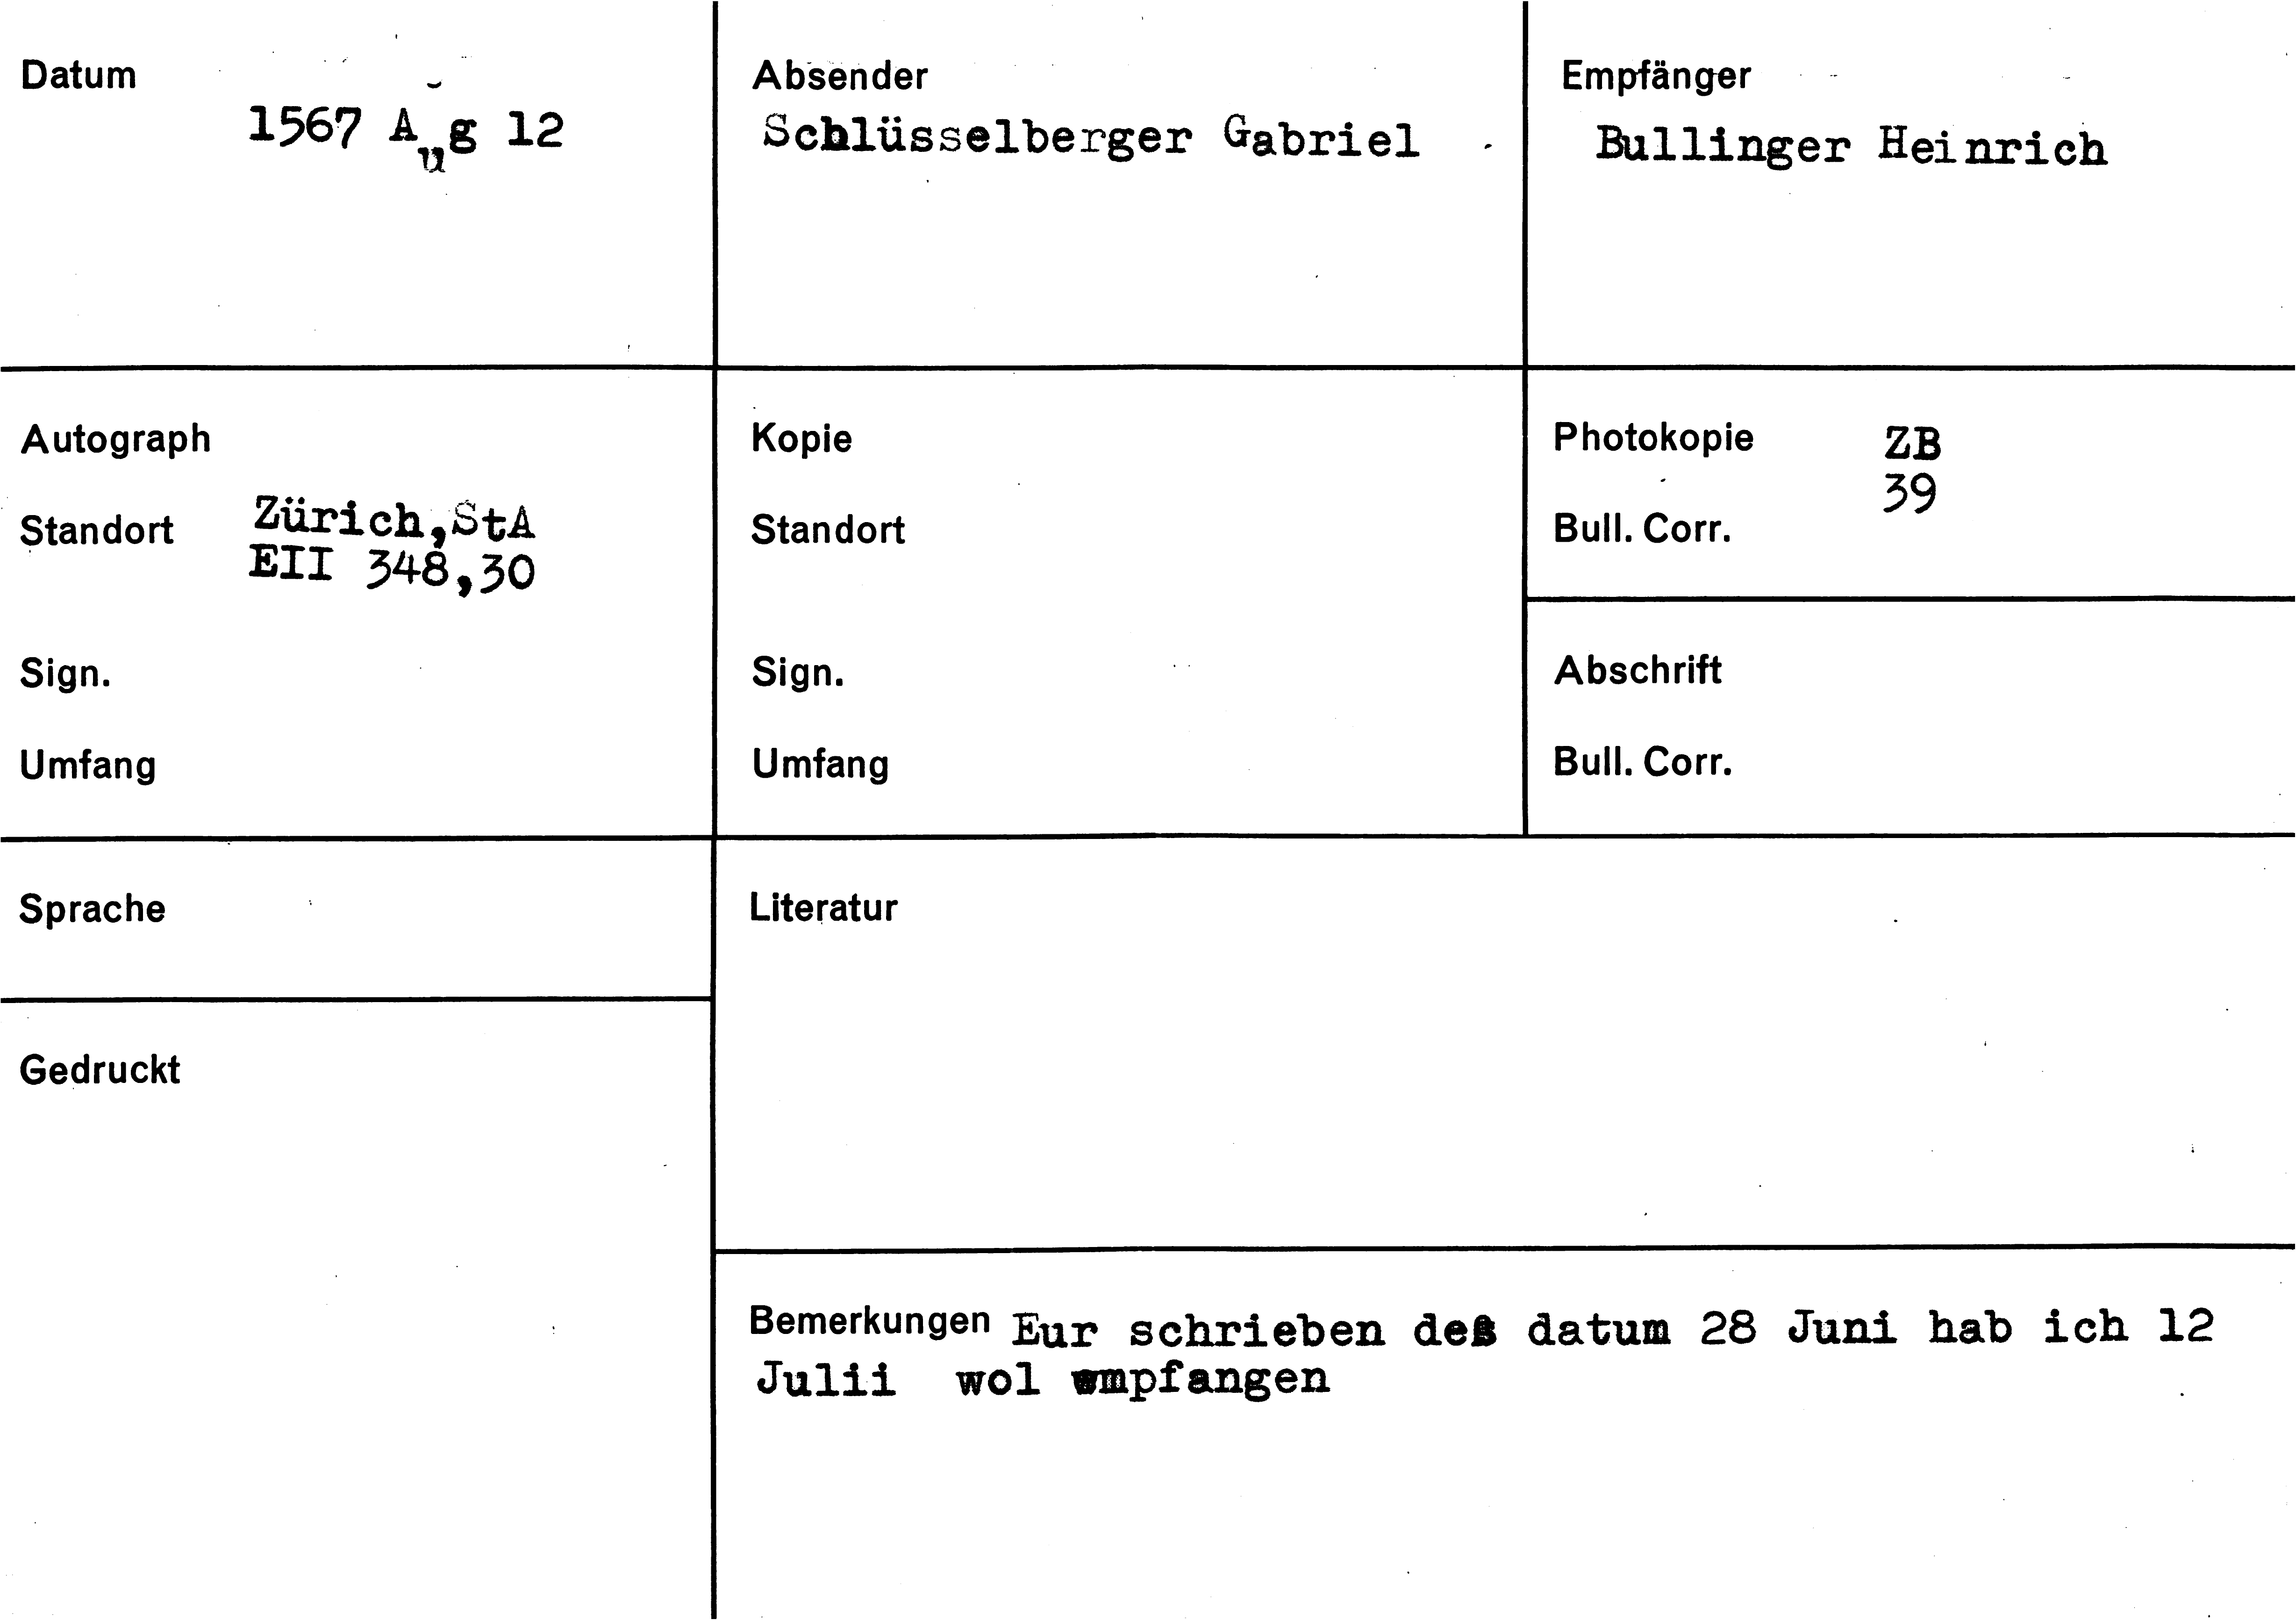 Datum
1567 Aug 12
Absender
Schlüsselberger Gabriel
Empfänger
Bullinger Heinrich
Autograph
Standort Zürich,StA
EII 348,30
Sign.
Umfang
Kopie
Standort
Sign.
Umfang
Photokopie ZB
39
Bull. Corr.
Abschrift
Bull. Corr.
Sprache
Gedruckt
Literatur
Bemerkungen Eur schrieben des datum 28 Juni hab ich 12
Julii wol empfangen